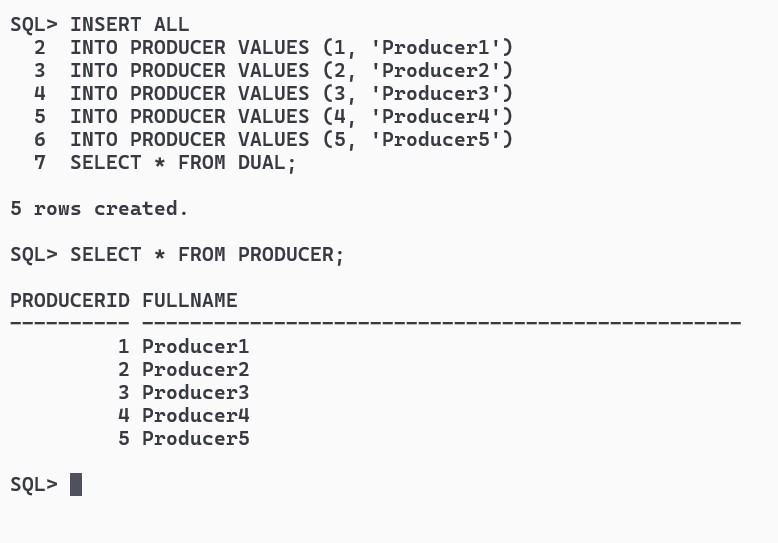 SQL> INSERT ALL
  2  INTO PRODUCER VALUES (1, 'Producer1')
  3  INTO PRODUCER VALUES (2, 'Producer2')
  4  INTO PRODUCER VALUES (3, 'Producer3')
  5  INTO PRODUCER VALUES (4, 'Producer4')
  6  INTO PRODUCER VALUES (5, 'Producer5')
  7  SELECT * FROM DUAL;

5 rows created.

SQL> SELECT * FROM PRODUCER;

PRODUCERID FULLNAME
---------- --------------------------------------------------
         1 Producer1
         2 Producer2
         3 Producer3
         4 Producer4
         5 Producer5

SQL>